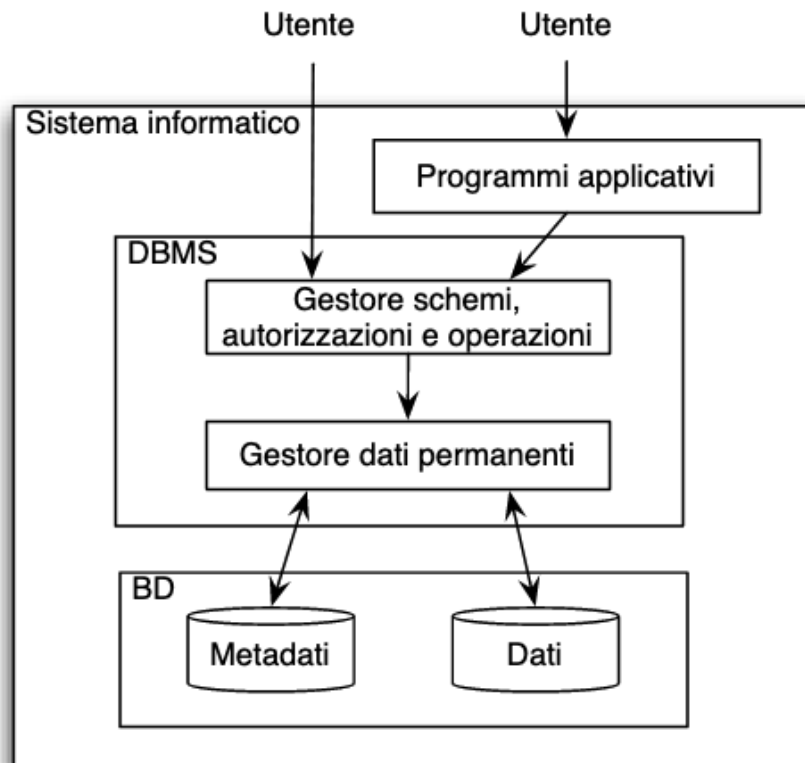 Utente
Utente
Sistema informatico
Programmi applicativi
DBMS
Gestore schemi,
autorizzazioni e operazioni
Gestore dati permanenti
BD
Metadati
Dati